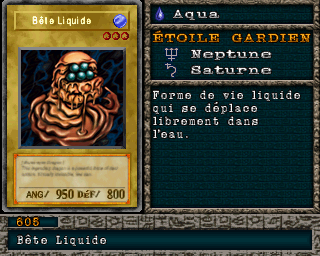 Bête Liquide
ANG/ 950 DÉF/ 800
Aqua
ÉTOILE GARDIEN
Neptune
Saturne
Forme de vie liquide
qui se déplace
librement dans
l'eau.
605
Bête Liquide